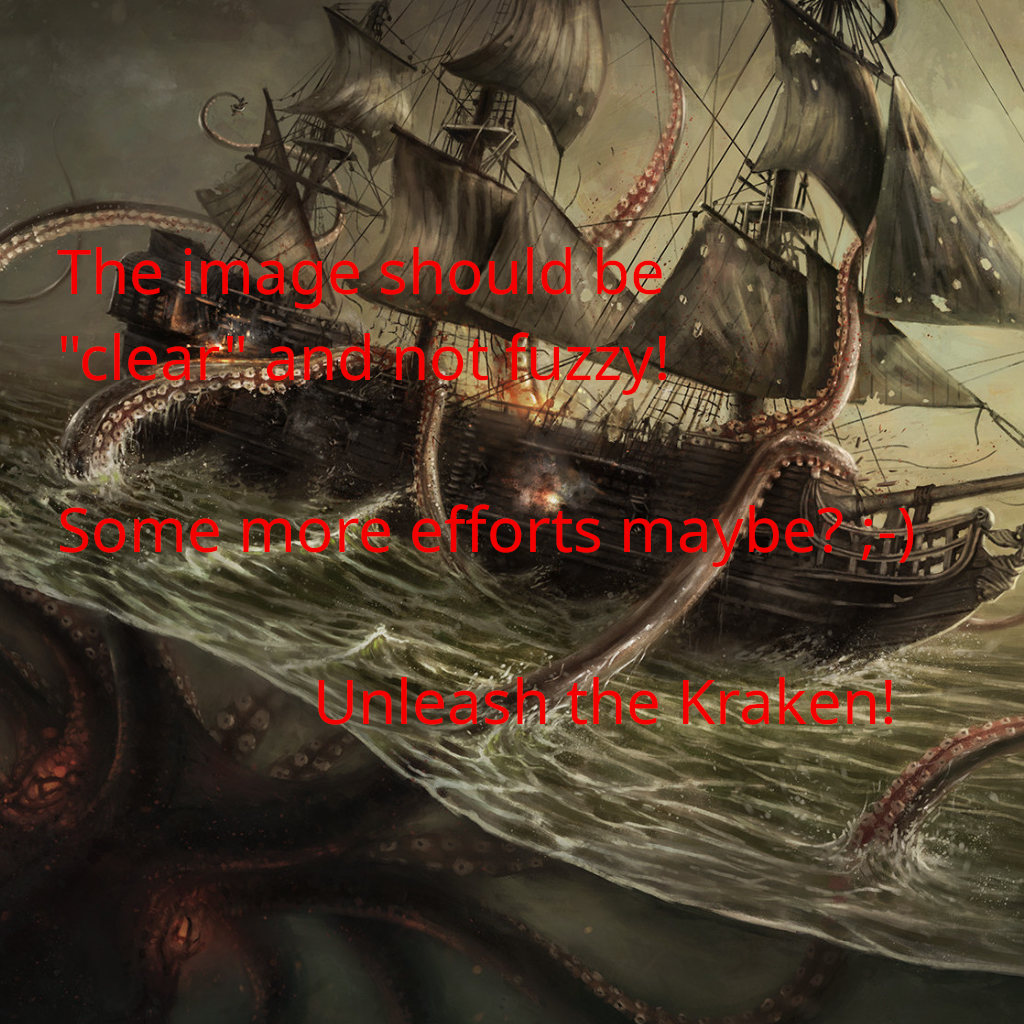 The image should be
"clear" and not fuzzy!
Some more efforts maybe? ;-)
Unleash the Kraken!